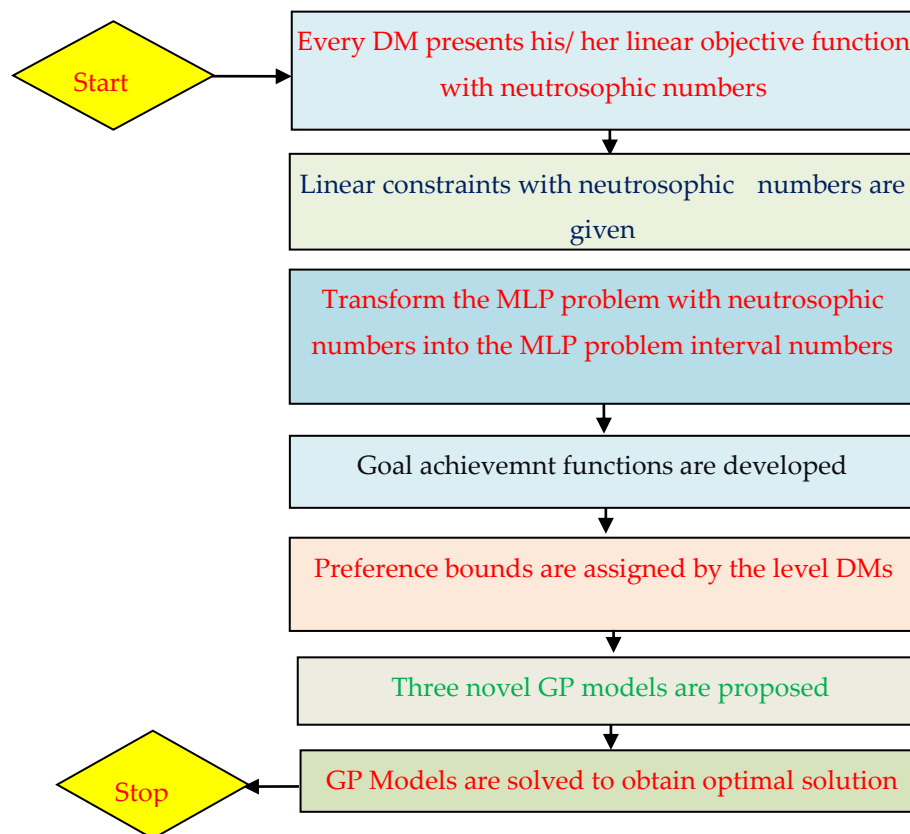 Start
Every DM presents his/ her linear objective function
with neutrosophic numbers
Linear constraints with neutrosophic numbers are
given
Transform the MLP problem with neutrosophic
numbers into the MLP problem interval numbers
Goal achievemnt functions are developed
Preference bounds are assigned by the level DMs
Three novel GP models are proposed
GP Models are solved to obtain optimal solution
Stop